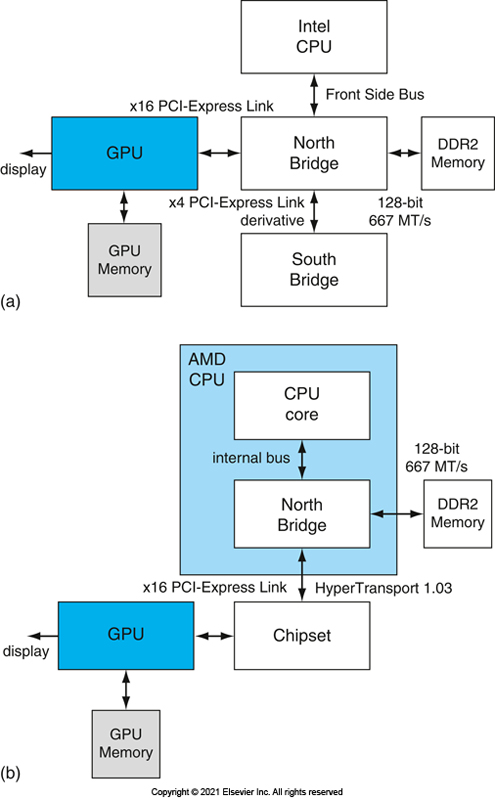 Intel
CPU
Front Side Bus
x16 PCI-Express Link
GPU
display
North
Bridge
DDR2
Memory
x4 PCI-Express Link
derivative
128-bit
667 MT/s
GPU
Memory
South
Bridge
(a)
AMD
CPU
CPU
core
internal bus
128-bit
667 MT/s
North
Bridge
DDR2
Memory
x16 PCI-Express Link
HyperTransport 1.03
GPU
display
Chipset
GPU
Memory
(b)
Copyright © 2021 Elsevier Inc. All rights reserved